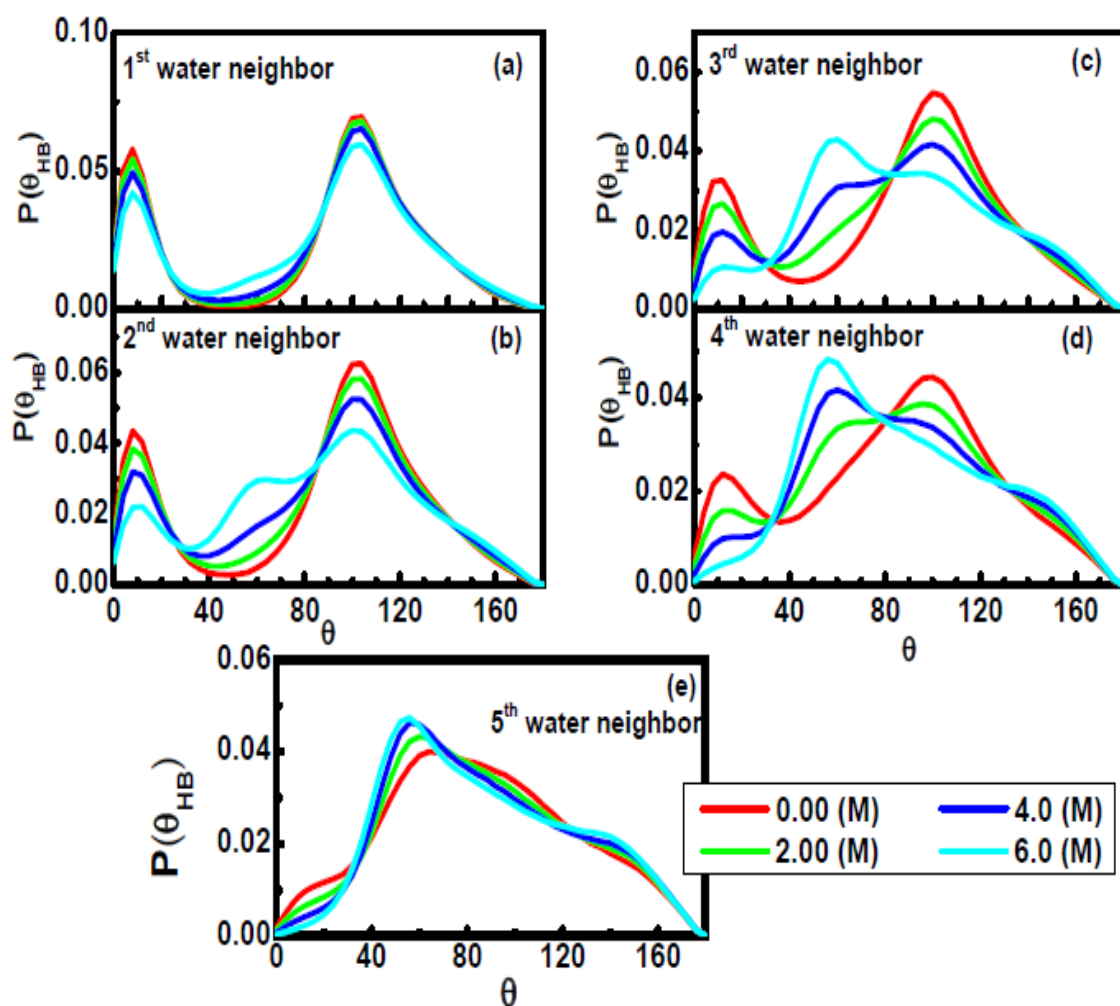 0.10
1st water neighbor (a)
P(θHB)
0.05
0.00
2nd water neighbor (b)
P(θHB)
0.06
0.04
0.02
0.00
0 40 80 120 160
θ
3rd water neighbor (c)
P(θHB)
0.06
0.04
0.02
0.00
4th water neighbor (d)
P(θHB)
0.04
0.02
0.00
0 40 80 120 160
θ
0.06
(e)
5th water neighbor
P(θHB)
0.04
0.02
0.00
0 40 80 120 160
θ
0.00 (M) 4.0 (M)
2.00 (M) 6.0 (M)